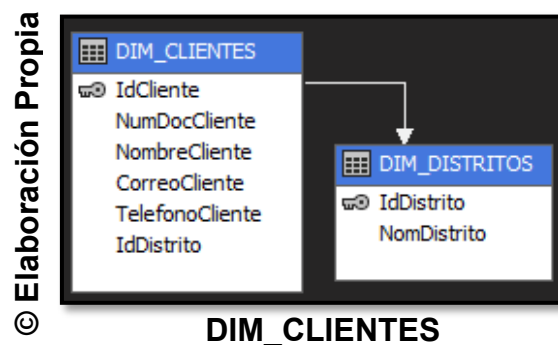 © Elaboración Propia
DIM_CLIENTES
IdCliente
NumDocCliente
NombreCliente
CorreoCliente
TelefonoCliente
IdDistrito
DIM_DISTRITOS
IdDistrito
NomDistrito
DIM_CLIENTES